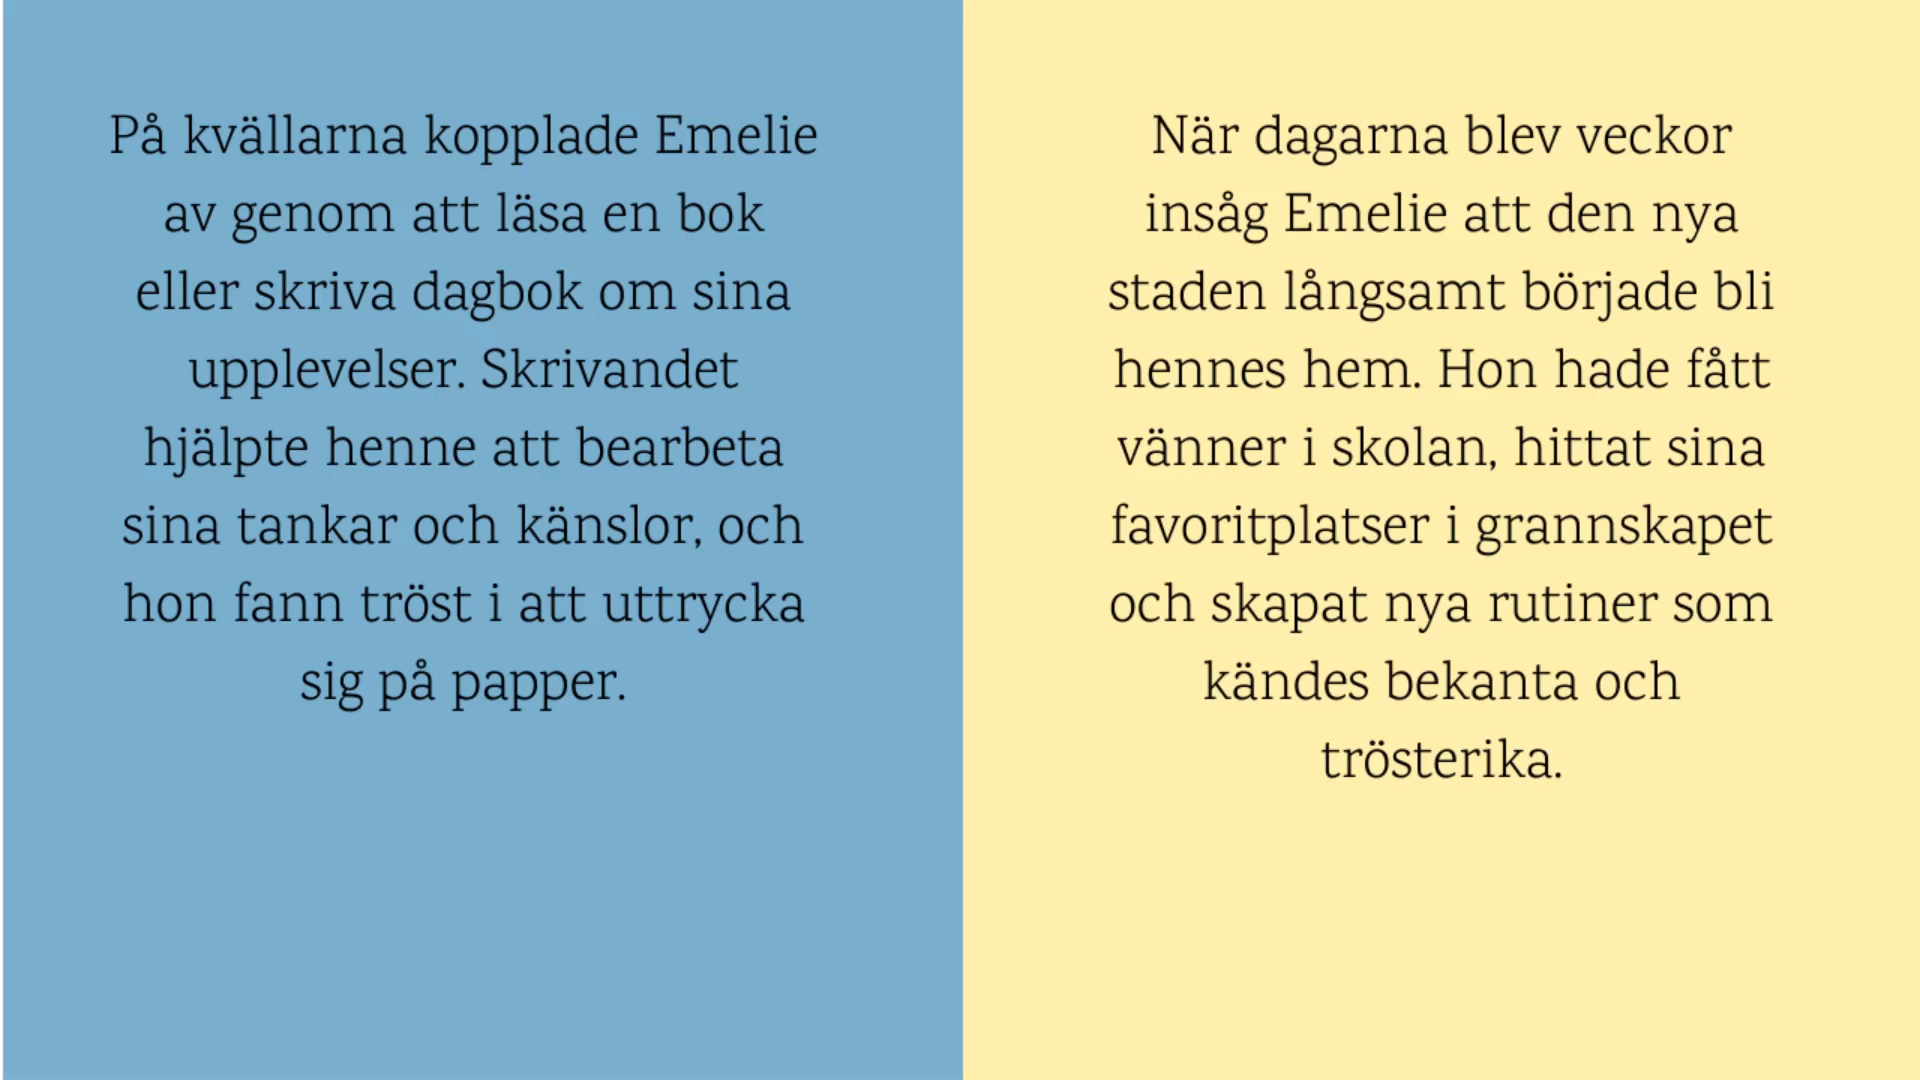 På kvällarna kopplade Emelie
av genom att läsa en bok
eller skriva dagbok om sina
upplevelser. Skrivandet
hjälpte henne att bearbeta
sina tankar och känslor, och
hon fann tröst i att uttrycka
sig på papper.
När dagarna blev veckor
insåg Emelie att den nya
staden långsamt började bli
hennes hem. Hon hade fått
vänner i skolan, hittat sina
favoritplatser i grannskapet
och skapat nya rutiner som
kändes bekanta och
trösterika.